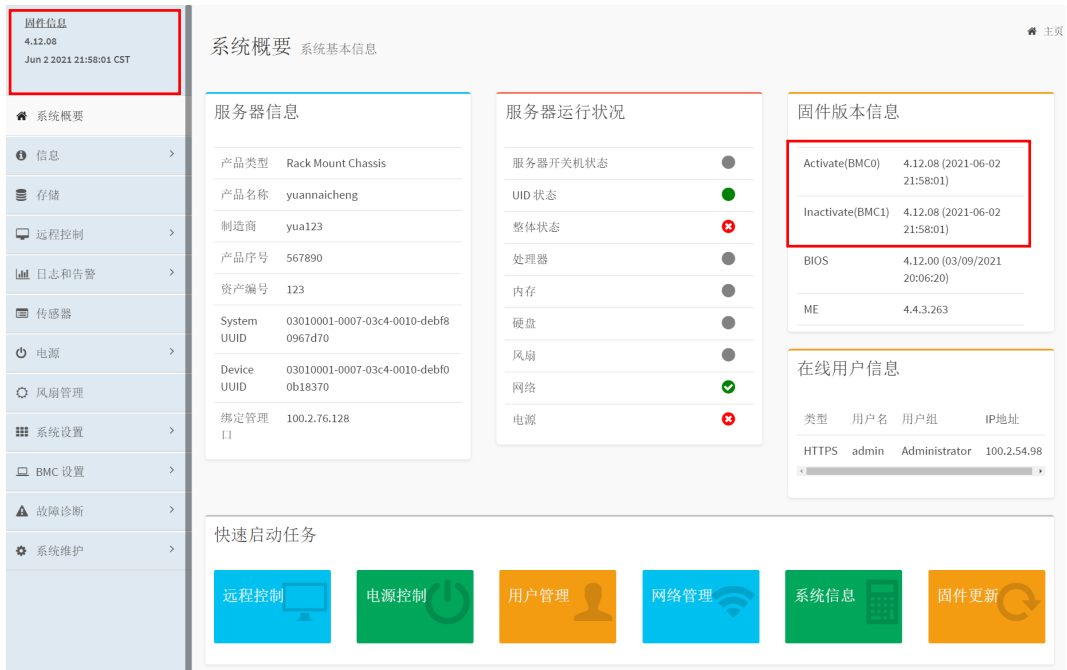 固件信息
4.12.08
Jun 2 2021 21:58:01 CST
系统概要
信息
存储
远程控制
日志和告警
传感器
电源
风扇管理
系统设置
BMC 设置
故障诊断
系统维护
系统概要 系统基本信息
主页
服务器信息
产品类型 Rack Mount Chassis
产品名称 yuannaicheng
制造商 yua123
产品序号 567890
资产编号 123
System 03010001-0007-03c4-0010-debf8
UUID 0967d70
Device 03010001-0007-03c4-0010-debf0
UUID 0b18370
绑定管理 100.2.76.128
口
服务器运行状况
服务器开关机状态
UID 状态
整体状态
处理器
内存
硬盘
风扇
网络
电源
固件版本信息
Activate(BMC0) 4.12.08 (2021-06-02
21:58:01)
Inactivate(BMC1) 4.12.08 (2021-06-02
21:58:01)
BIOS 4.12.00 (03/09/2021
20:06:20)
ME 4.4.3.263
在线用户信息
类型 用户名 用户组 IP地址
HTTPS admin Administrator 100.2.54.98
快速启动任务
远程控制 电源控制 用户管理 网络管理 系统信息 固件更新